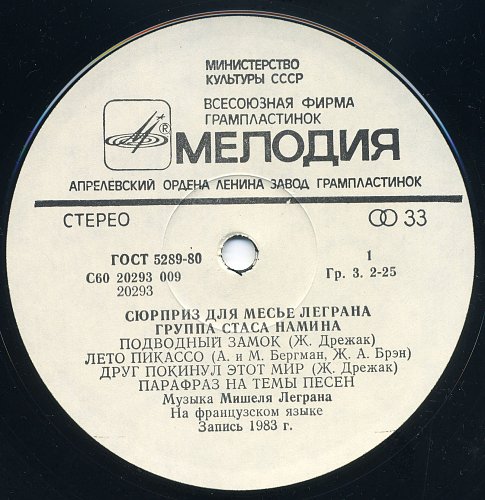 МИНИСТЕРСТВО
КУЛЬТУРЫ СССР
ВСЕСОЮЗНАЯ ФИРМА
ГРАМПЛАСТИНОК
®
МЕЛОДИЯ
АПРЕЛЕВСКИЙ ОРДЕНА ЛЕНИНА ЗАВОД ГРАМПЛАСТИНОК
СТЕРЕО 33
ГОСТ 5289-80 1
С60 20293 009 Гр. 3. 2-25
20293
СЮРПРИЗ ДЛЯ МЕСЬЕ ЛЕГРАНА
ГРУППА СТАСА НАМИНА
ПОДВОДНЫЙ ЗАМОК (Ж. Дрежак)
ЛЕТО ПИКАССО (А. и М. Бергман, Ж. А. Брэн)
ДРУГ ПОКИНУЛ ЭТОТ МИР (Ж. Дрежак)
ПАРАФРАЗ НА ТЕМЫ ПЕСЕН
Музыка Мишеля Леграна
На французском языке
Запись 1983 г.